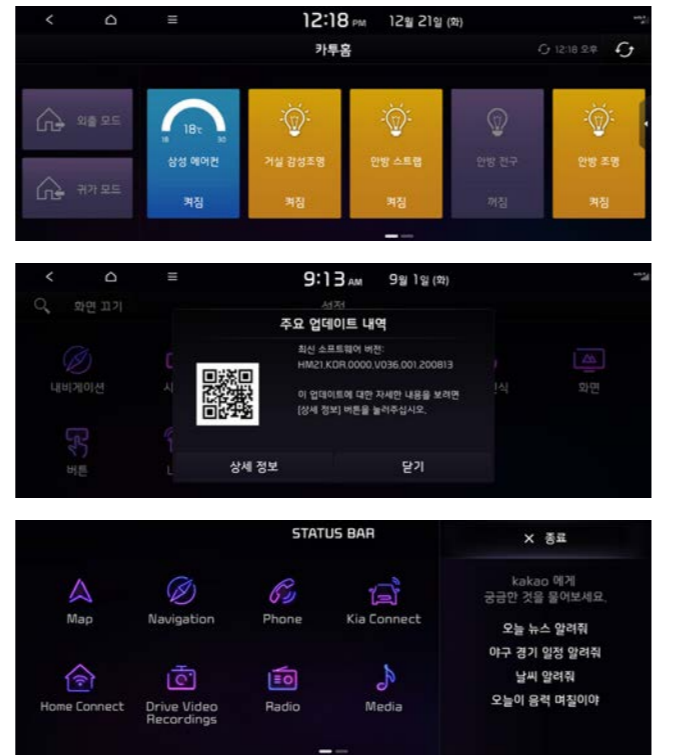 12:18 PM 12월 21일 (화)
카투홈
12:18 오후
외출 모드
귀가 모드
18℃
18 30
삼성 에어컨
켜짐
거실 감성조명
켜짐
안방 스트랩
켜짐
안방 전구
꺼짐
안방 조명
켜짐
9:13 AM 9월 1일 (화)
화면 끄기
설정
주요 업데이트 내역
최신 소프트웨어 버전:
HM21.KOR.0000.V036.001.200813
이 업데이트에 대한 자세한 내용을 보려면
[상세 정보] 버튼을 눌러주십시오.
상세 정보
닫기
내비게이션
화면
버튼
STATUS BAR
Map
Navigation
Phone
Kia Connect
Home Connect
Drive Video
Recordings
Radio
Media
종료
kakao 에게
궁금한 것을 물어보세요.
오늘 뉴스 알려줘
야구 경기 일정 알려줘
날씨 알려줘
오늘이 음력 며칠이야